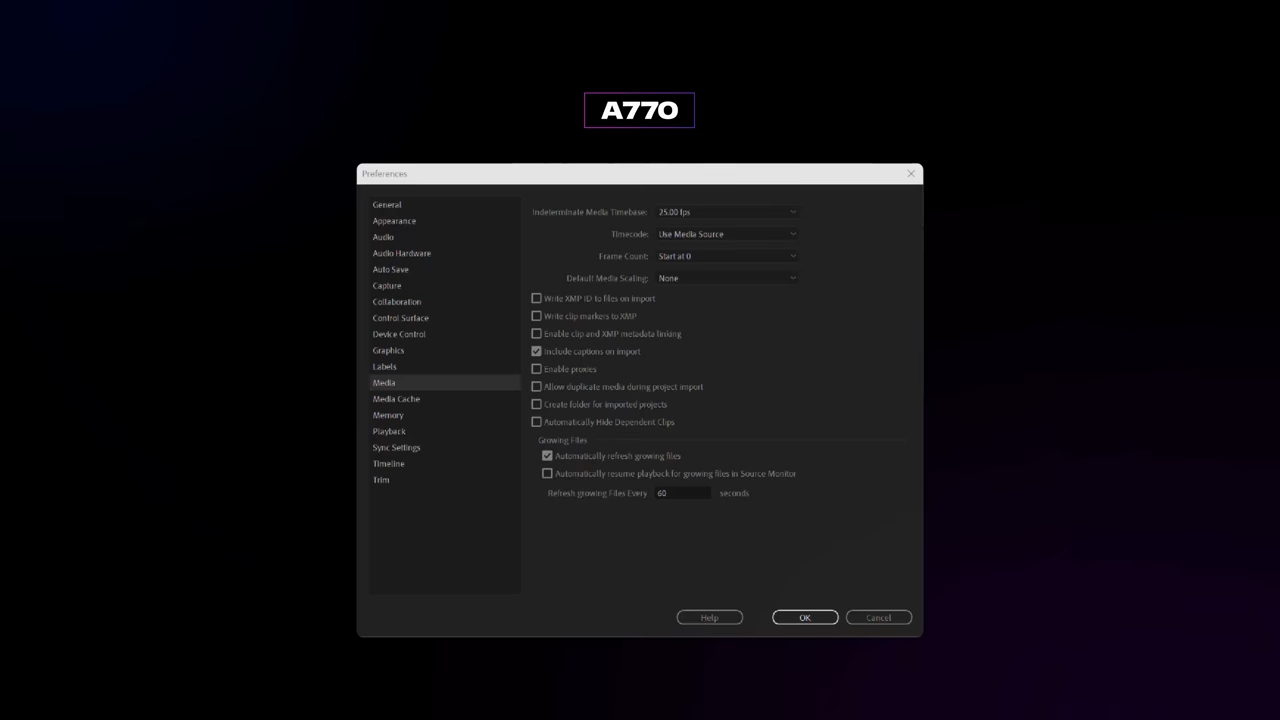 A770
Preferences
General
Appearance
Audio
Audio Hardware
Auto Save
Capture
Collaboration
Control Surface
Device Control
Graphics
Labels
Media
Media Cache
Memory
Playback
Sync Settings
Timeline
Trim
Indeterminate Media Timebase: 25.00 fps
Timecode: Use Media Source
Frame Count: Start at 0
Default Media Scaling: None
Write XMP ID to files on import
Write clip markers to XMP
Enable clip and XMP metadata linking
Include captions on import
Enable proxies
Allow duplicate media during project import
Create folder for imported projects
Automatically Hide Dependent Clips
Growing Files
Automatically refresh growing files
Automatically resume playback for growing files in Source Monitor
Refresh growing Files Every 60 seconds
Help OK Cancel